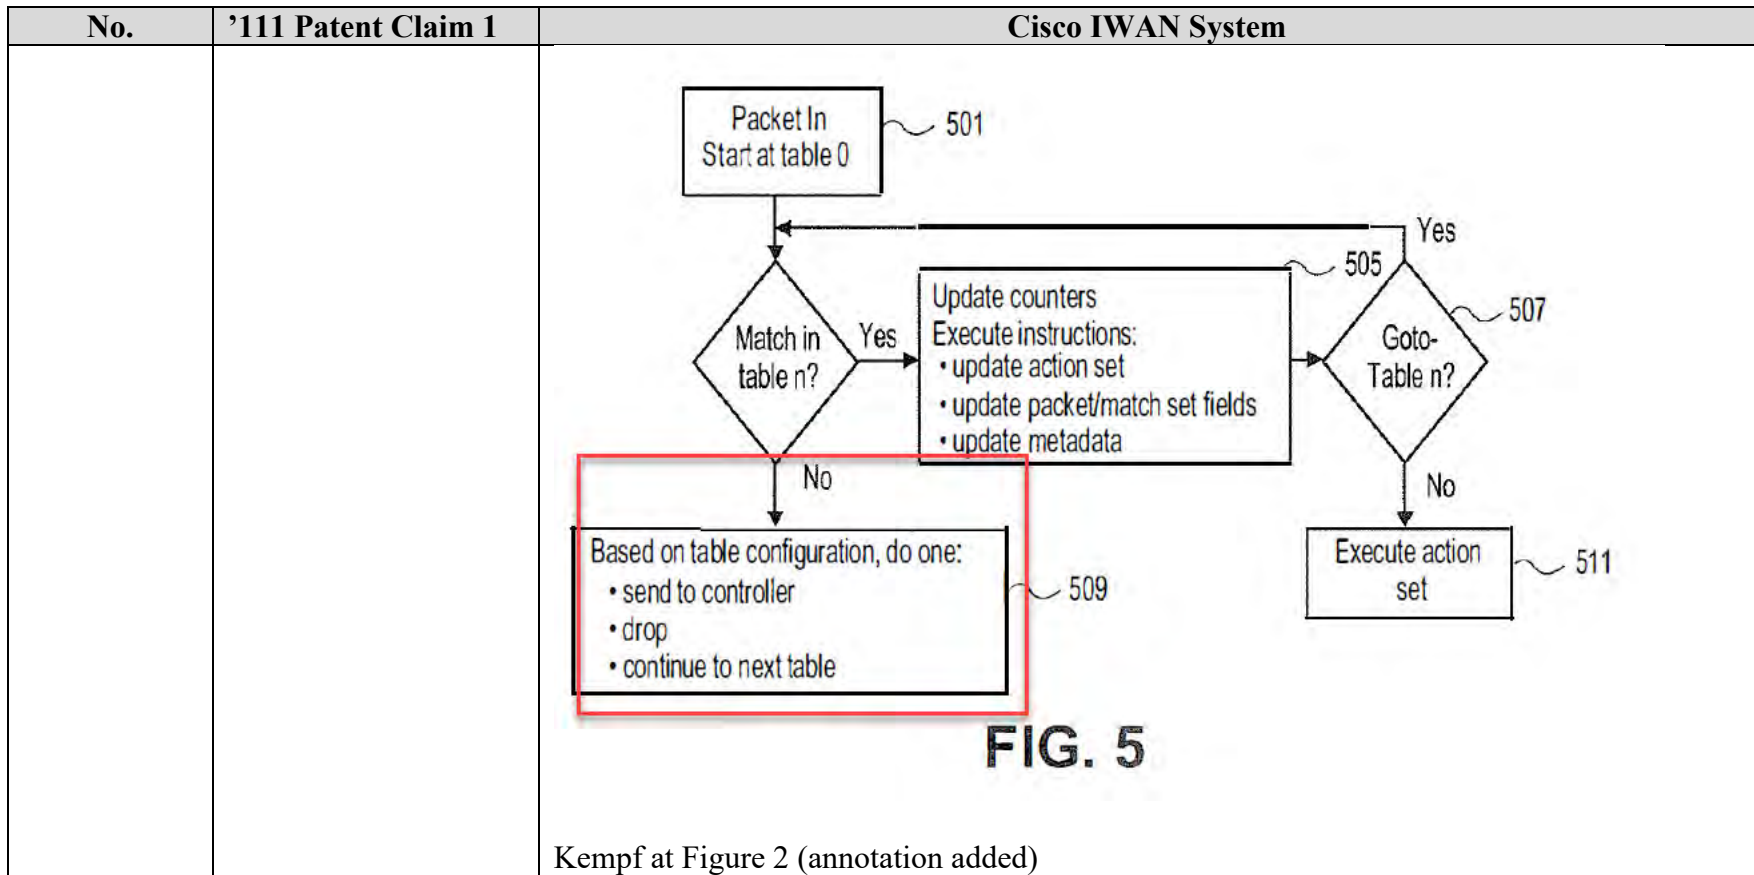 No.
’111 Patent Claim 1
Cisco IWAN System
Packet In
Start at table 0
501
Yes
505
507
Match in
table n?
Yes
Update counters
Execute instructions:
• update action set
• update packet/match set fields
• update metadata
Goto-
Table n?
No
No
Based on table configuration, do one:
• send to controller
• drop
• continue to next table
509
Execute action
set
511
FIG. 5
Kempf at Figure 2 (annotation added)